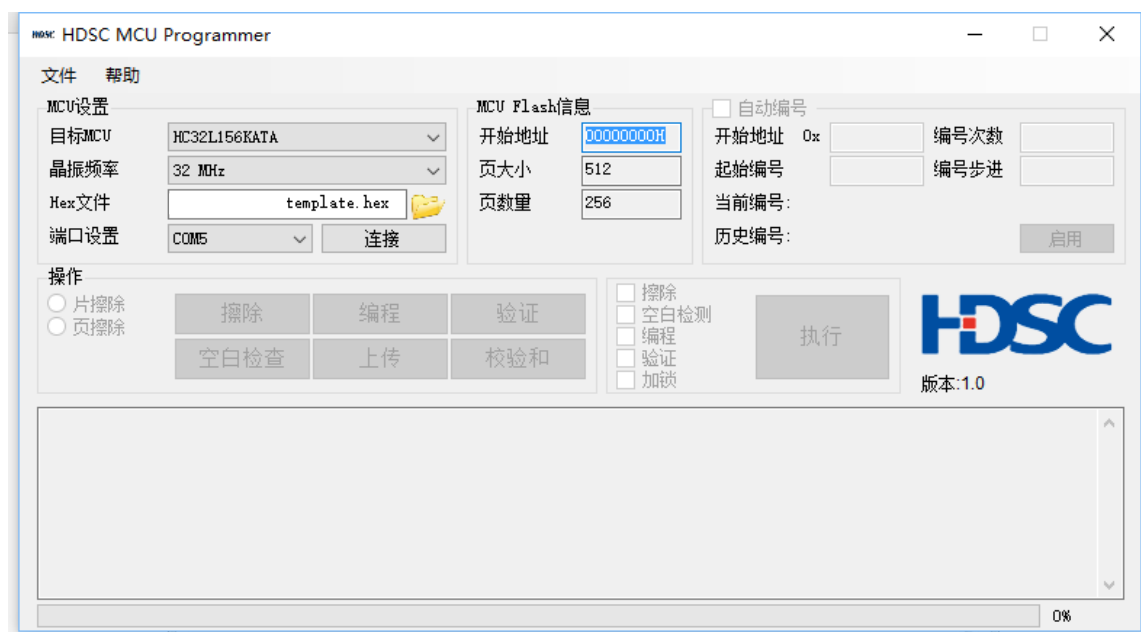 HDSC HDSC MCU Programmer
文件 帮助
MCU设置
目标MCU HC32L156KATA
晶振频率 32 MHz
Hex文件 template.hex
端口设置 COM5 连接
MCU Flash信息
开始地址 00000000H
页大小 512
页数量 256
自动编号
开始地址 0x 编号次数
起始编号 编号步进
当前编号:
历史编号: 启用
操作
片擦除
页擦除
擦除 编程 验证
空白检查 上传 校验和
擦除
空白检测
编程
验证
加锁
执行
HDSC
版本:1.0
0%